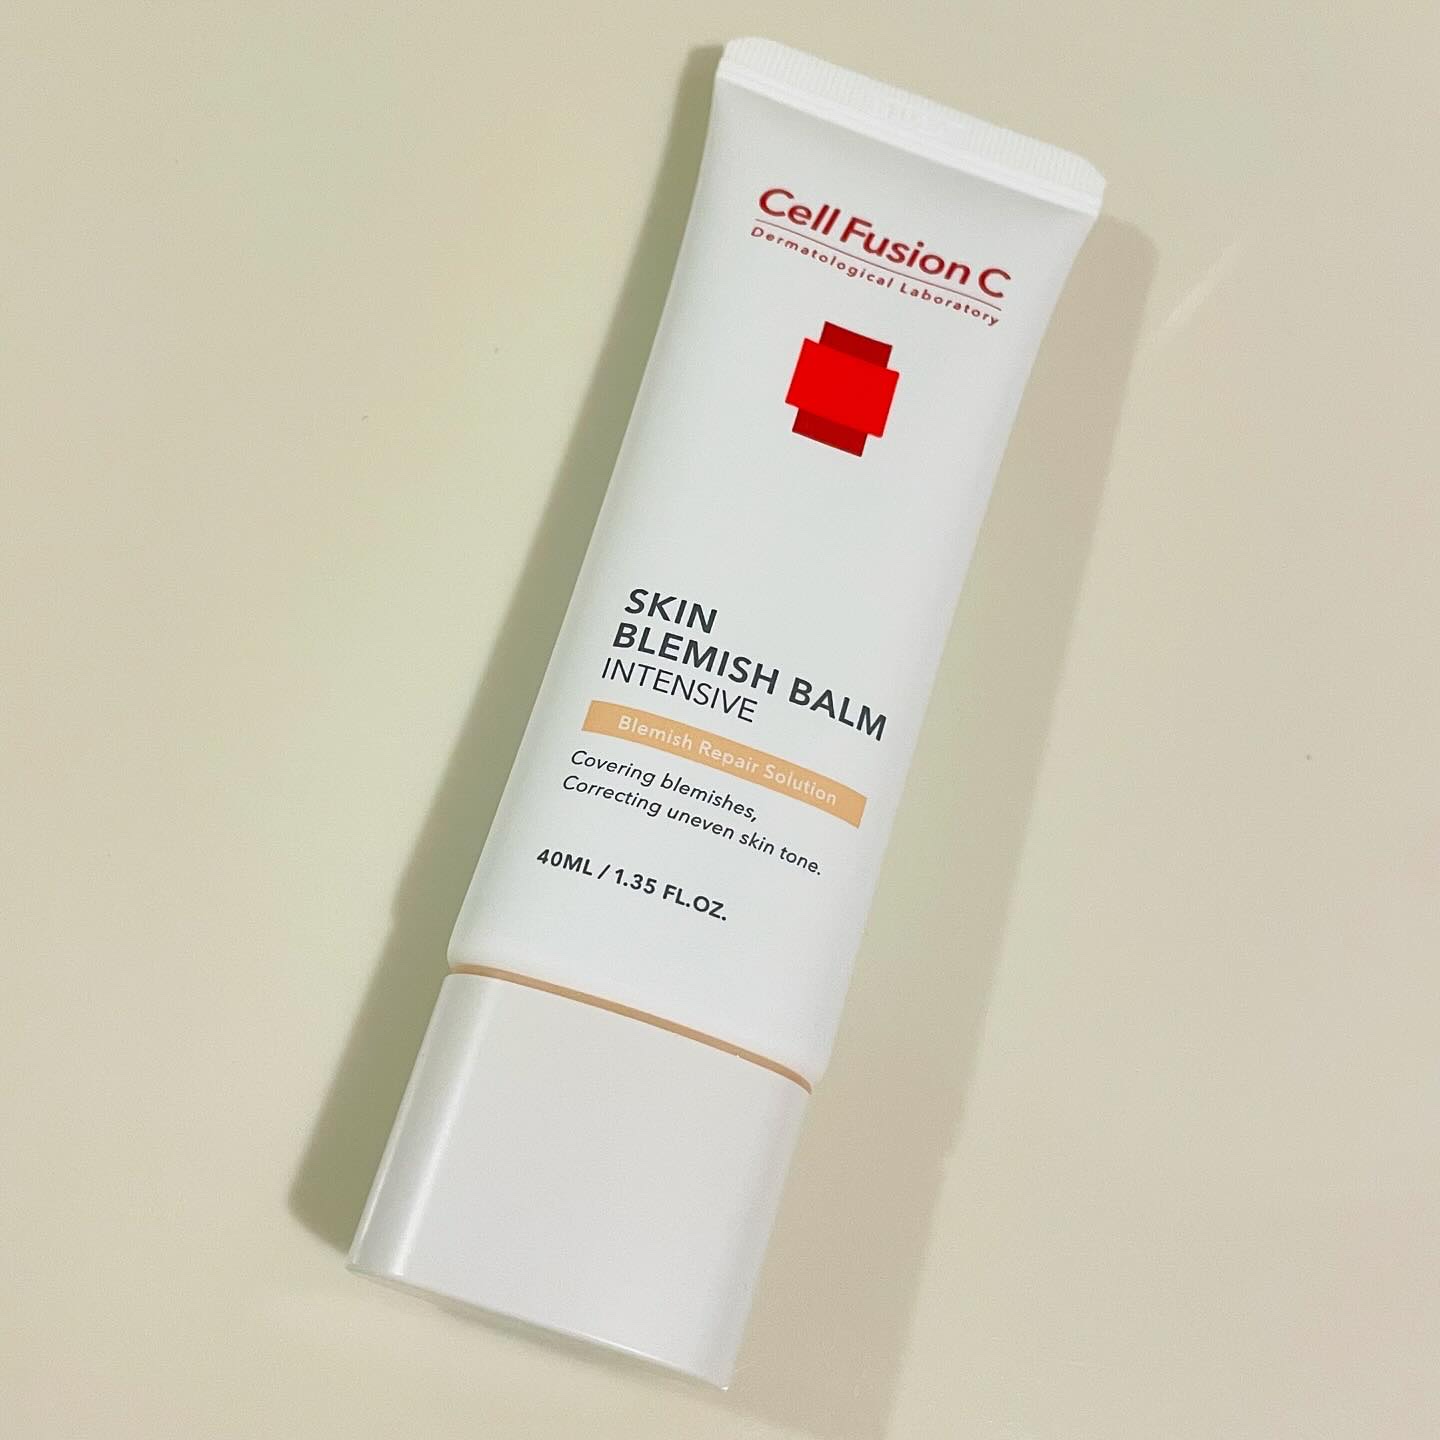 Cell Fusion C
Dermatological Laboratory
SKIN
BLEMISH BALM
INTENSIVE
Blemish Repair Solution
Covering blemishes,
Correcting uneven skin tone.
40ML / 1.35 FL.OZ.